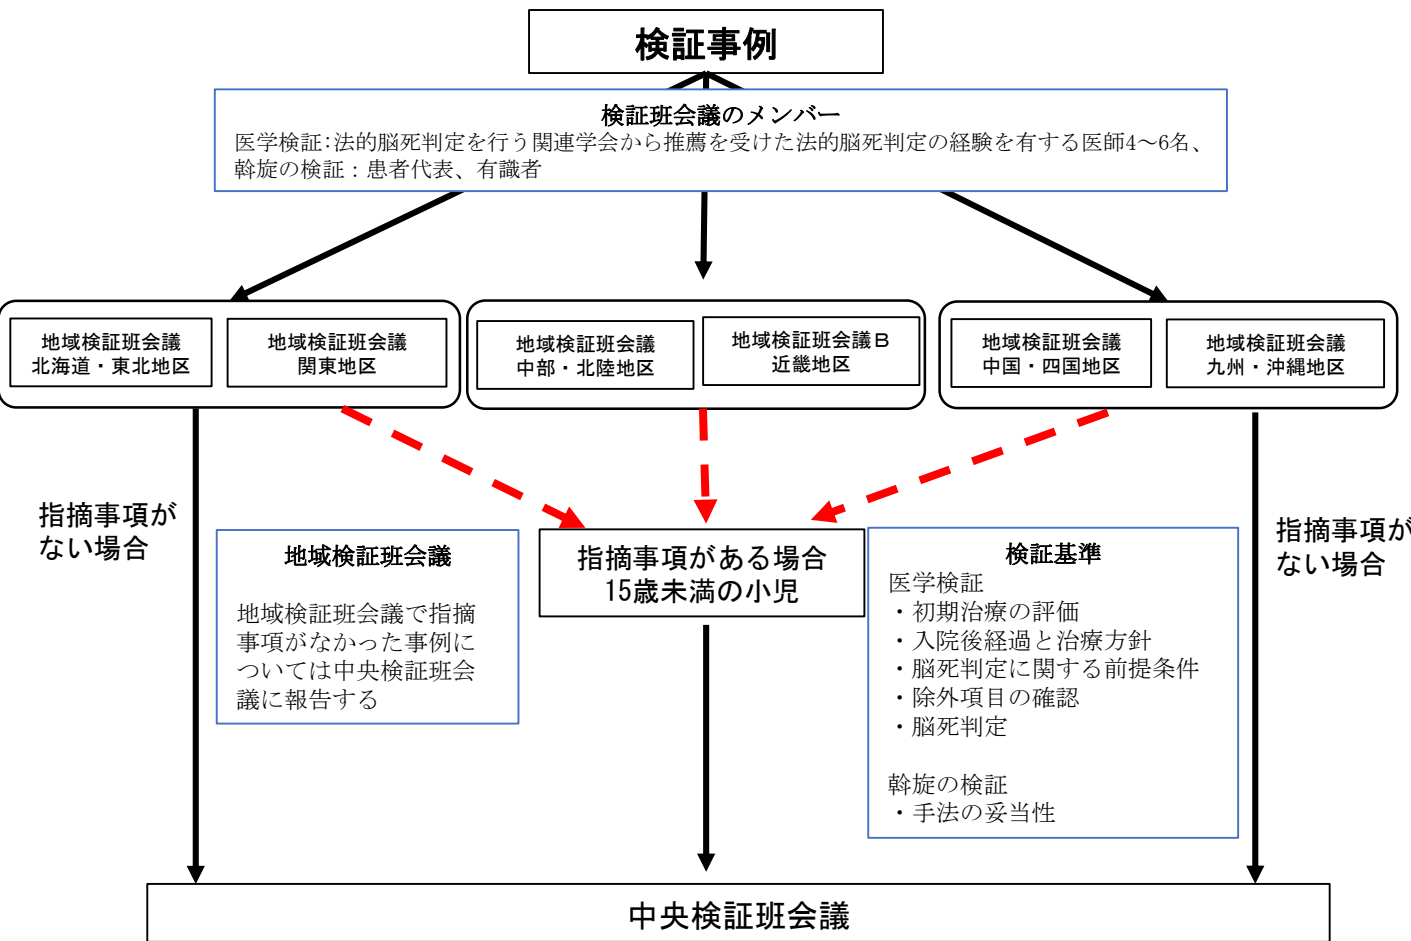 検証事例
検証班会議のメンバー
医学検証：法的脳死判定を行う関連学会から推薦を受けた法的脳死判定の経験を有する医師4～6名、
斡旋の検証：患者代表、有識者
地域検証班会議
北海道・東北地区
地域検証班会議
関東地区
地域検証班会議
中部・北陸地区
地域検証班会議Ｂ
近畿地区
地域検証班会議
中国・四国地区
地域検証班会議
九州・沖縄地区
指摘事項が
ない場合
地域検証班会議
地域検証班会議で指摘
事項がなかった事例に
ついては中央検証班会
議に報告する
指摘事項がある場合
15歳未満の小児
検証基準
医学検証
・初期治療の評価
・入院後経過と治療方針
・脳死判定に関する前提条件
・除外項目の確認
・脳死判定
斡旋の検証
・手法の妥当性
指摘事項が
ない場合
中央検証班会議